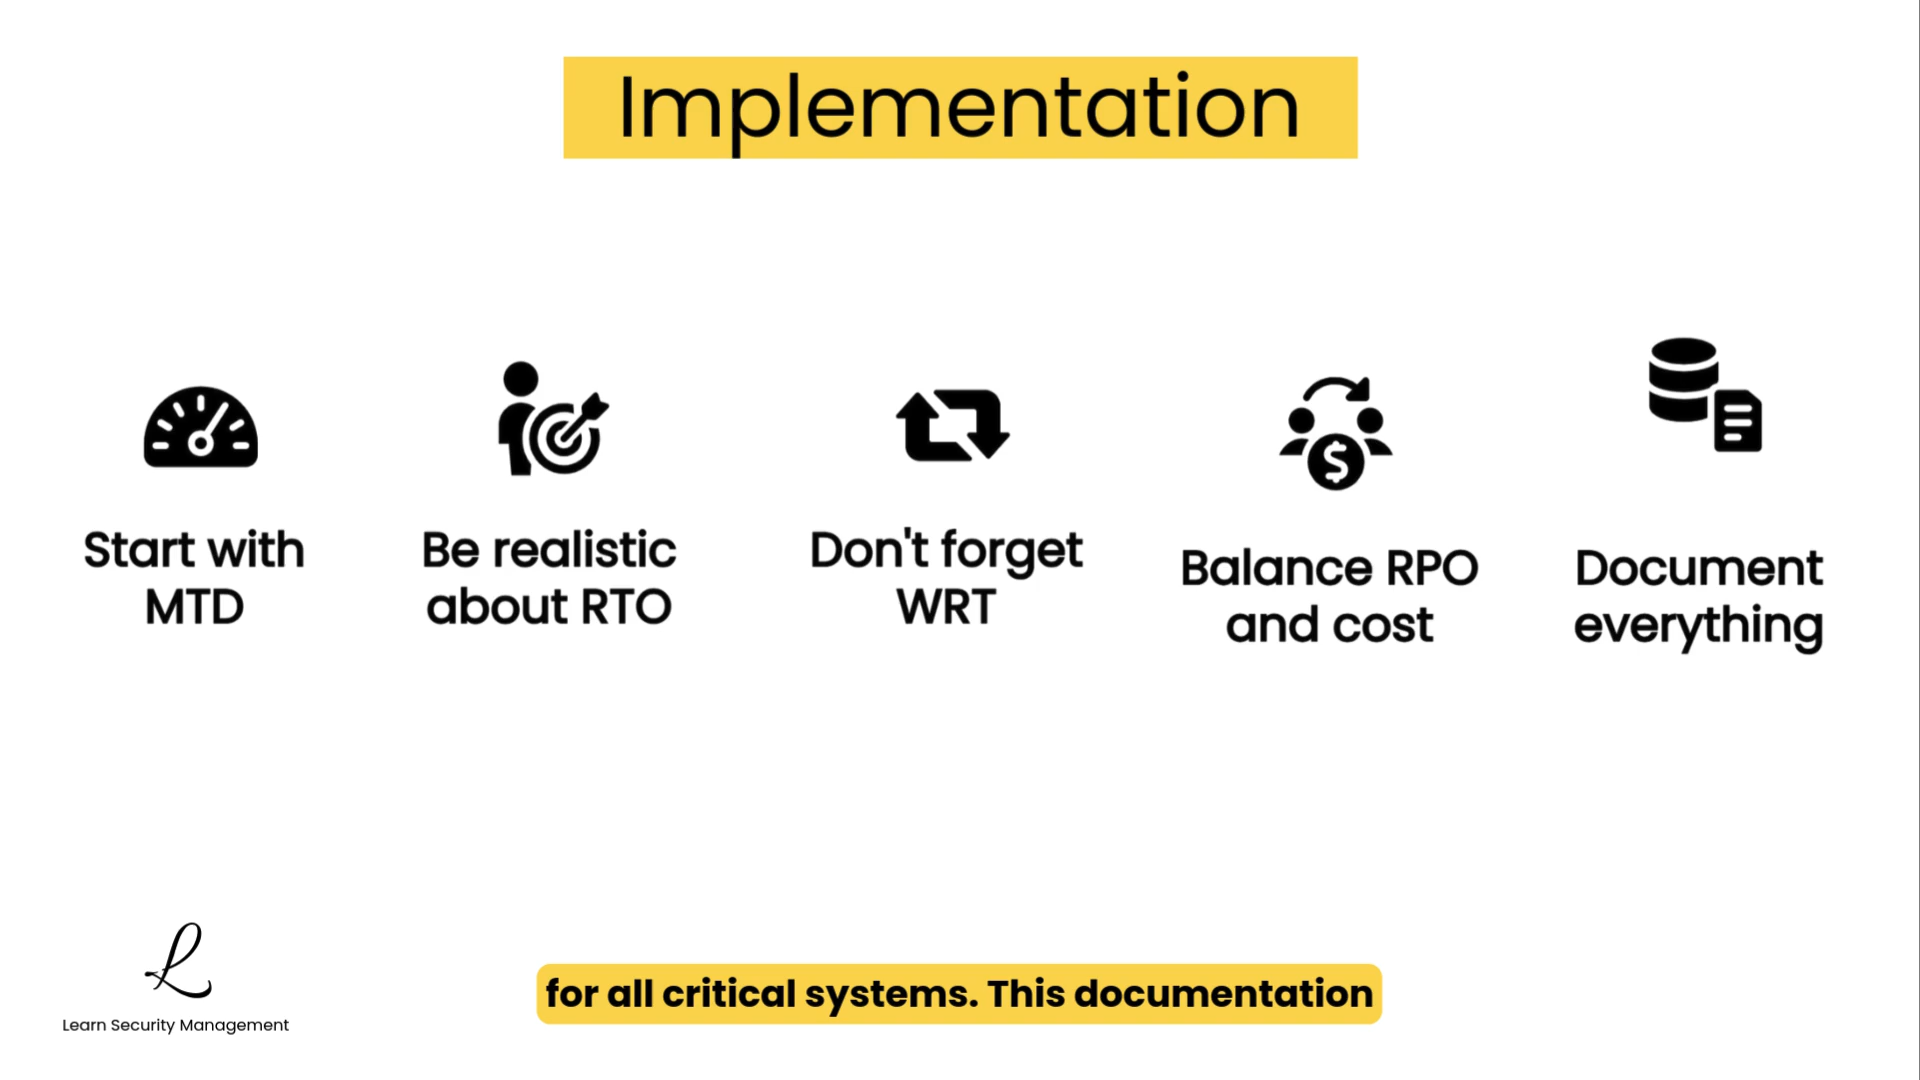 Implementation
Start with
MTD
Be realistic
about RTO
Don't forget
WRT
Balance RPO
and cost
Document
everything
L
Learn Security Management
for all critical systems. This documentation